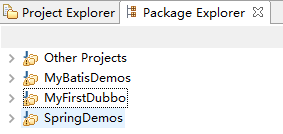 Project Explorer Package Explorer
Other Projects
MyBatisDemos
MyFirstDubbo
SpringDemos